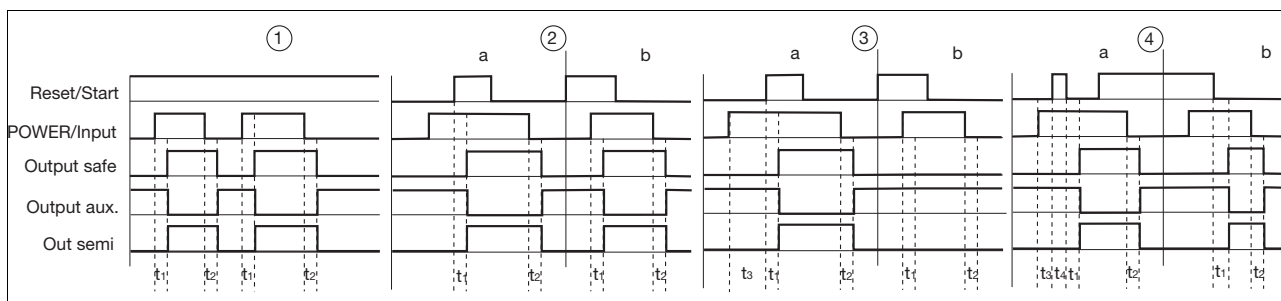 1 2 3 4
a b a b a b
Reset/Start
POWER/Input
Output safe
Output aux.
Out semi
t1 t2 t1 t2 t1 t2 t1 t2 t3 t1 t2 t1 t2 t3 t4 t1 t2 t1 t2